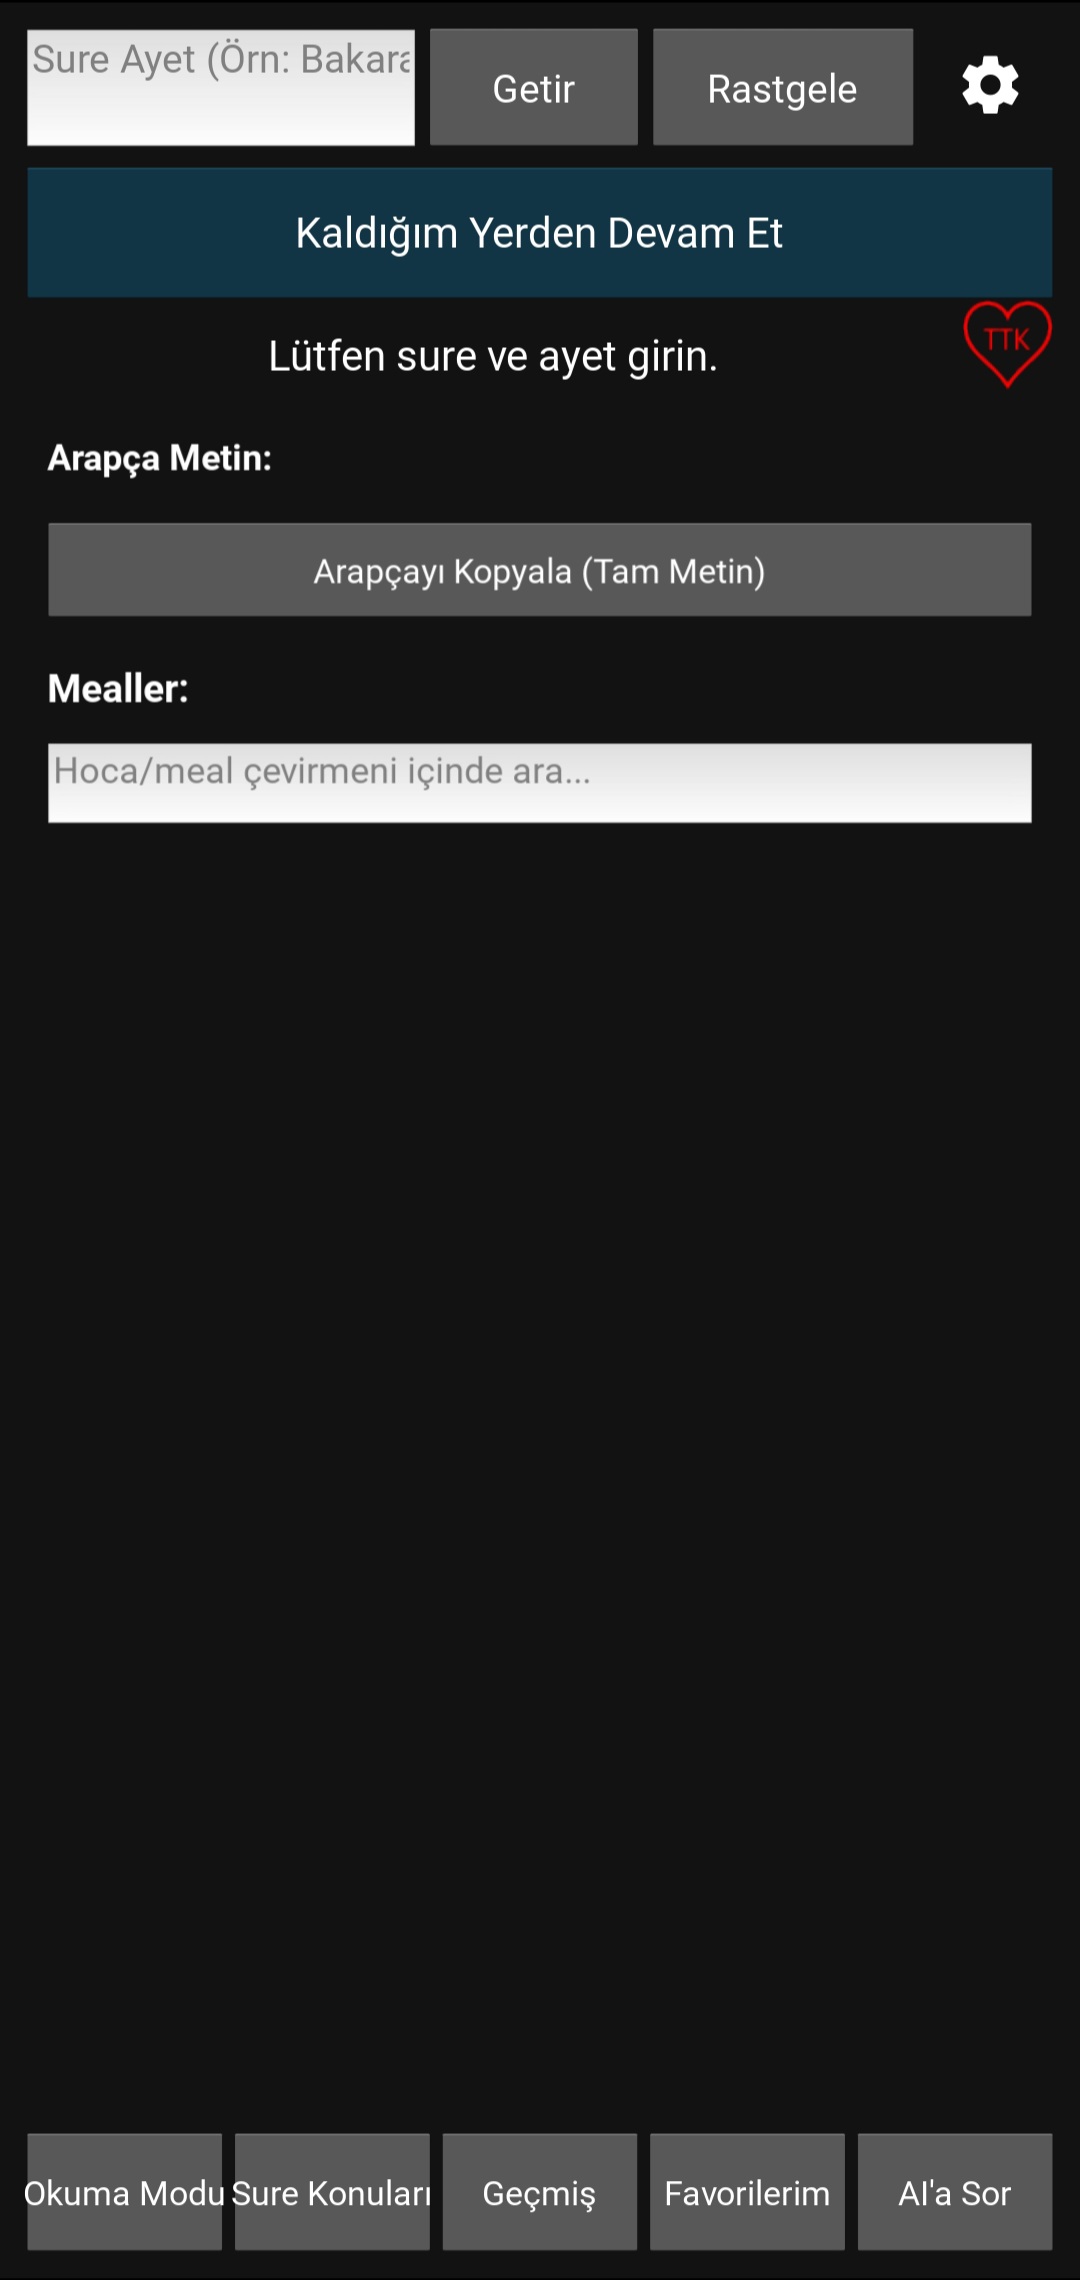 Sure Ayet (Örn: Bakara
Getir
Rastgele
Kaldığım Yerden Devam Et
Lütfen sure ve ayet girin.
TTK
Arapça Metin:
Arapçayı Kopyala (Tam Metin)
Mealler:
Hoca/meal çevirmeni içinde ara...
Okuma Modu
Sure Konuları
Geçmiş
Favorilerim
AI'a Sor